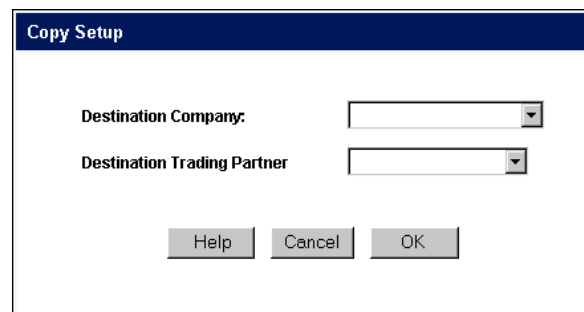 Copy Setup
Destination Company:
Destination Trading Partner
Help Cancel OK